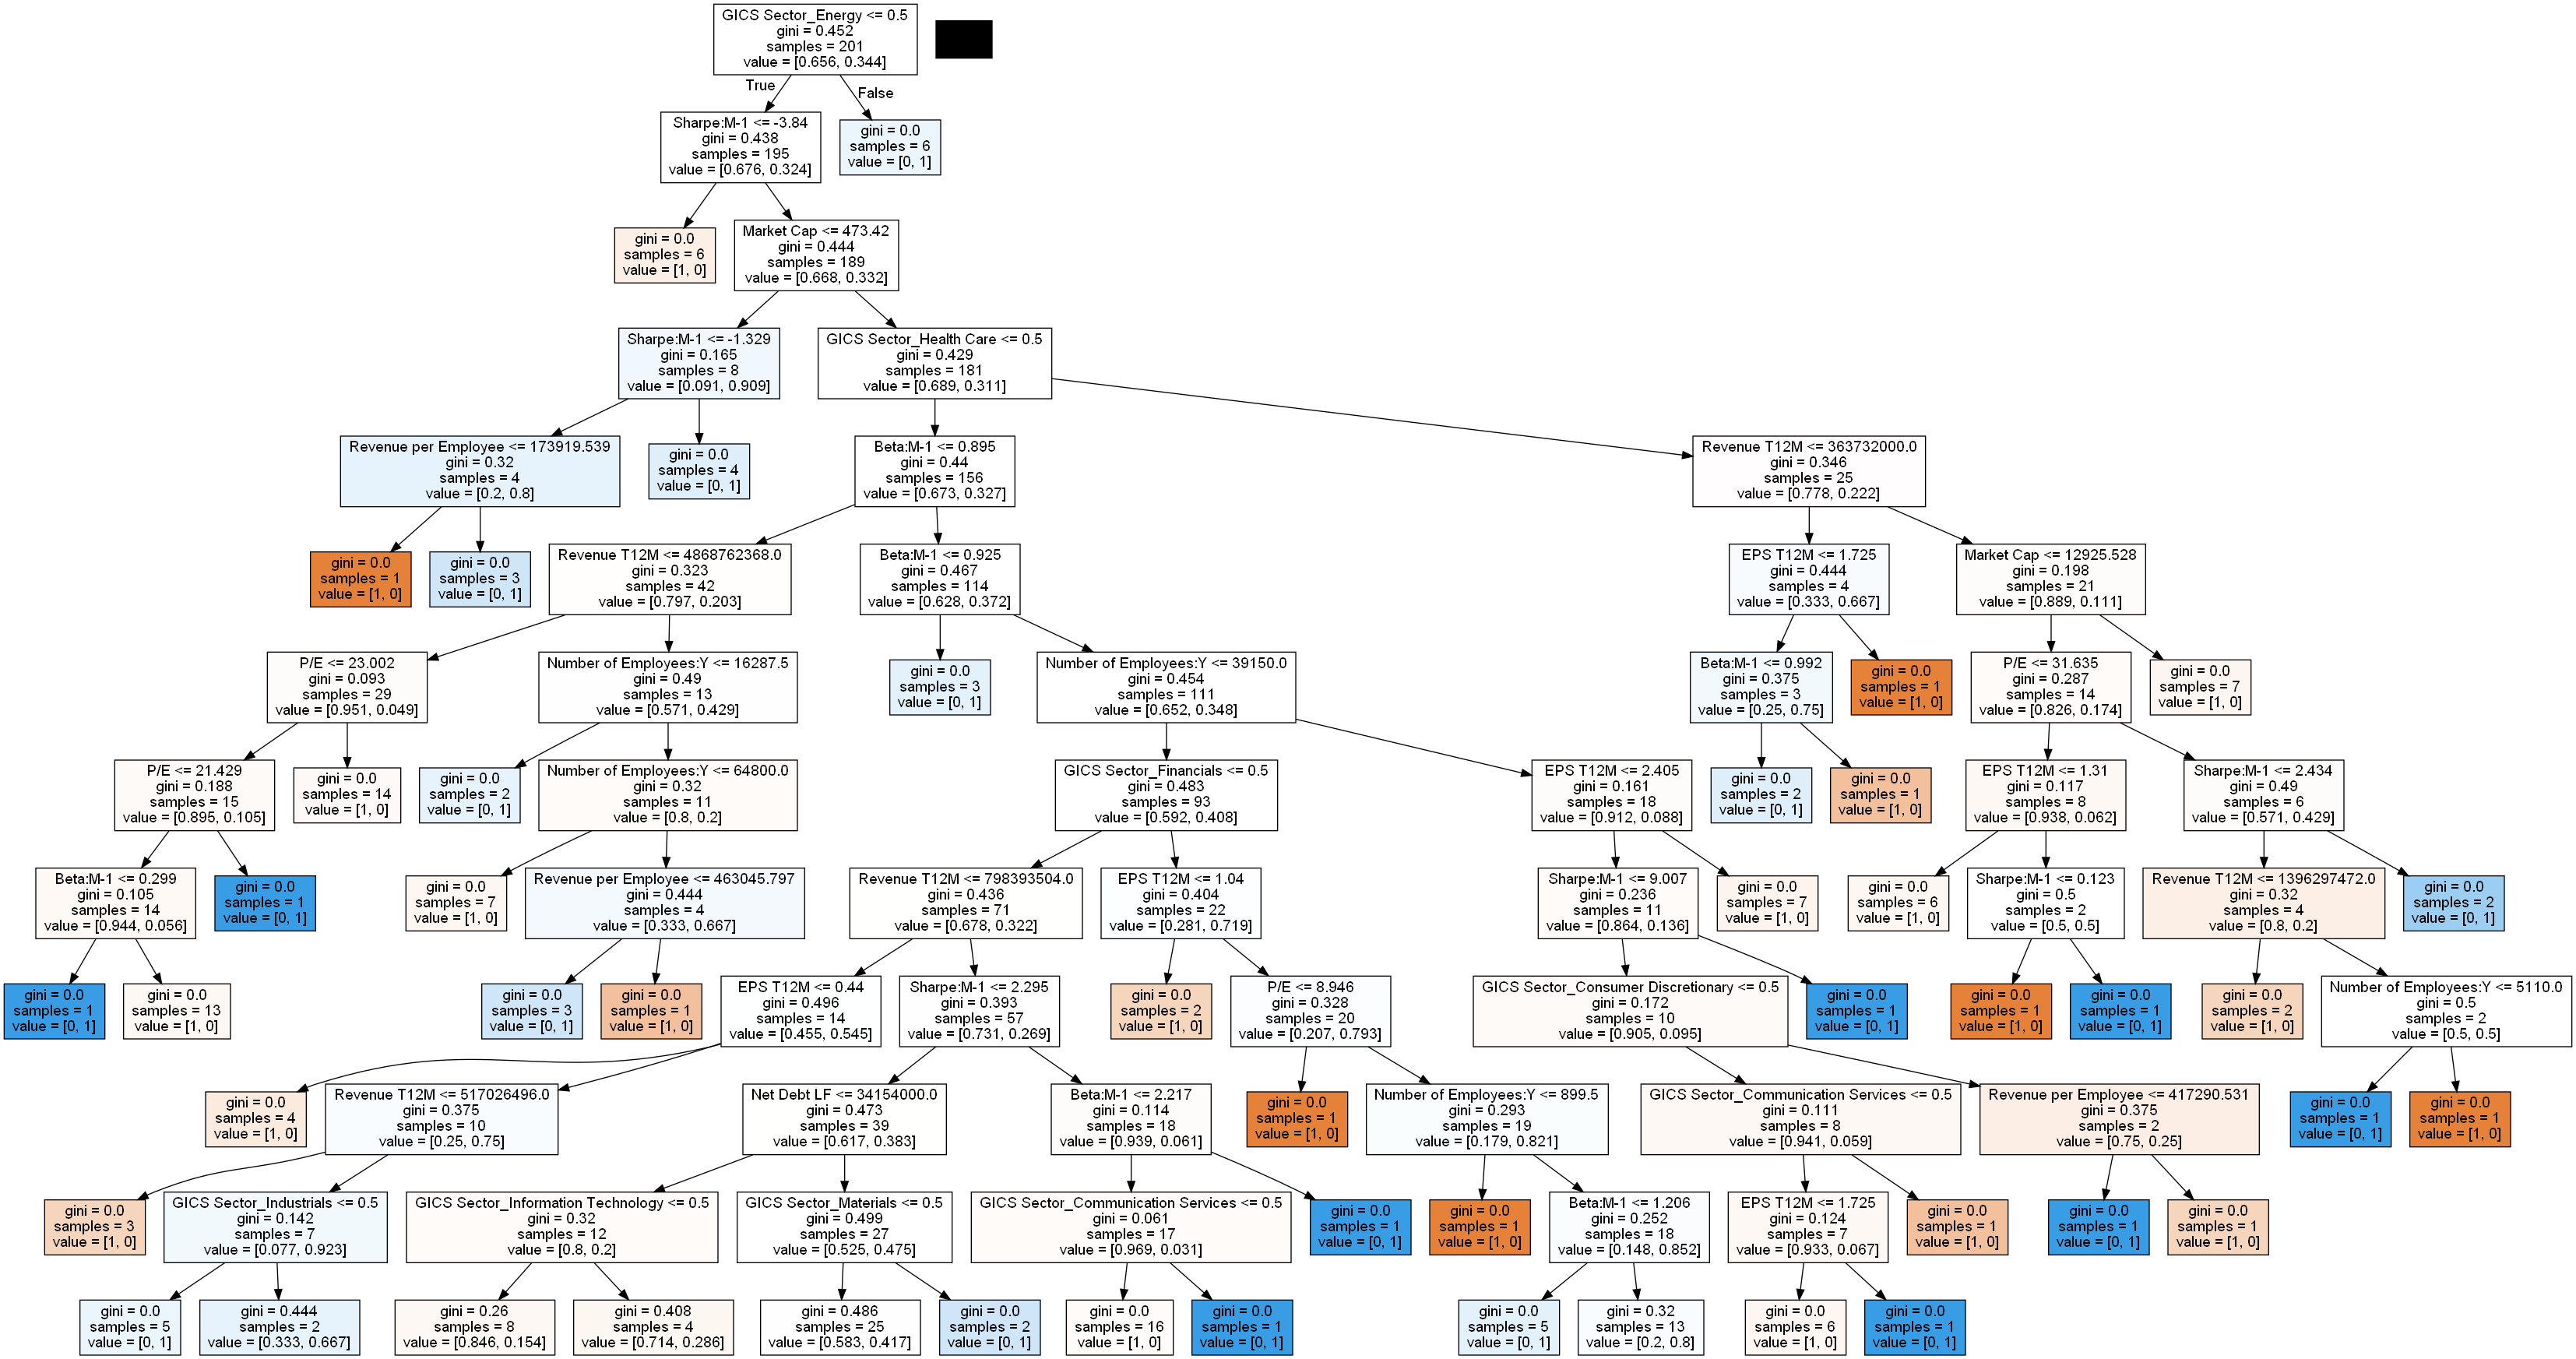 GICS Sector_Energy <= 0.5
gini = 0.452
samples = 201
value = [0.656, 0.344]
True
False
Sharpe:M-1 <= -3.84
gini = 0.438
samples = 195
value = [0.676, 0.324]
gini = 0.0
samples = 6
value = [0, 1]
gini = 0.0
samples = 6
value = [1, 0]
Market Cap <= 473.42
gini = 0.444
samples = 189
value = [0.668, 0.332]
Sharpe:M-1 <= -1.329
gini = 0.165
samples = 8
value = [0.091, 0.909]
GICS Sector_Health Care <= 0.5
gini = 0.429
samples = 181
value = [0.689, 0.311]
Revenue per Employee <= 173919.539
gini = 0.32
samples = 4
value = [0.2, 0.8]
gini = 0.0
samples = 4
value = [0, 1]
Beta:M-1 <= 0.895
gini = 0.44
samples = 156
value = [0.673, 0.327]
Revenue T12M <= 363732000.0
gini = 0.346
samples = 25
value = [0.778, 0.222]
gini = 0.0
samples = 1
value = [1, 0]
gini = 0.0
samples = 3
value = [0, 1]
Revenue T12M <= 4868762368.0
gini = 0.323
samples = 42
value = [0.797, 0.203]
Beta:M-1 <= 0.925
gini = 0.467
samples = 114
value = [0.628, 0.372]
EPS T12M <= 1.725
gini = 0.444
samples = 4
value = [0.333, 0.667]
Market Cap <= 12925.528
gini = 0.198
samples = 21
value = [0.889, 0.111]
P/E <= 23.002
gini = 0.093
samples = 29
value = [0.951, 0.049]
Number of Employees:Y <= 16287.5
gini = 0.49
samples = 13
value = [0.571, 0.429]
gini = 0.0
samples = 3
value = [0, 1]
Number of Employees:Y <= 39150.0
gini = 0.454
samples = 111
value = [0.652, 0.348]
Beta:M-1 <= 0.992
gini = 0.375
samples = 3
value = [0.25, 0.75]
gini = 0.0
samples = 1
value = [1, 0]
P/E <= 31.635
gini = 0.287
samples = 14
value = [0.826, 0.174]
gini = 0.0
samples = 7
value = [1, 0]
P/E <= 21.429
gini = 0.188
samples = 15
value = [0.895, 0.105]
gini = 0.0
samples = 14
value = [1, 0]
gini = 0.0
samples = 2
value = [0, 1]
Number of Employees:Y <= 64800.0
gini = 0.32
samples = 11
value = [0.8, 0.2]
GICS Sector_Financials <= 0.5
gini = 0.483
samples = 93
value = [0.592, 0.408]
EPS T12M <= 2.405
gini = 0.161
samples = 18
value = [0.912, 0.088]
gini = 0.0
samples = 2
value = [0, 1]
gini = 0.0
samples = 1
value = [1, 0]
EPS T12M <= 1.31
gini = 0.117
samples = 8
value = [0.938, 0.062]
Sharpe:M-1 <= 2.434
gini = 0.49
samples = 6
value = [0.571, 0.429]
Beta:M-1 <= 0.299
gini = 0.105
samples = 14
value = [0.944, 0.056]
gini = 0.0
samples = 1
value = [0, 1]
gini = 0.0
samples = 7
value = [1, 0]
Revenue per Employee <= 463045.797
gini = 0.444
samples = 4
value = [0.333, 0.667]
Revenue T12M <= 798393504.0
gini = 0.436
samples = 71
value = [0.678, 0.322]
EPS T12M <= 1.04
gini = 0.404
samples = 22
value = [0.281, 0.719]
Sharpe:M-1 <= 9.007
gini = 0.236
samples = 11
value = [0.864, 0.136]
gini = 0.0
samples = 7
value = [1, 0]
gini = 0.0
samples = 6
value = [1, 0]
Sharpe:M-1 <= 0.123
gini = 0.5
samples = 2
value = [0.5, 0.5]
Revenue T12M <= 1396297472.0
gini = 0.32
samples = 4
value = [0.8, 0.2]
gini = 0.0
samples = 2
value = [0, 1]
gini = 0.0
samples = 1
value = [0, 1]
gini = 0.0
samples = 13
value = [1, 0]
gini = 0.0
samples = 3
value = [0, 1]
gini = 0.0
samples = 1
value = [1, 0]
EPS T12M <= 0.44
gini = 0.496
samples = 14
value = [0.455, 0.545]
Sharpe:M-1 <= 2.295
gini = 0.393
samples = 57
value = [0.731, 0.269]
gini = 0.0
samples = 2
value = [1, 0]
P/E <= 8.946
gini = 0.328
samples = 20
value = [0.207, 0.793]
GICS Sector_Consumer Discretionary <= 0.5
gini = 0.172
samples = 10
value = [0.905, 0.095]
gini = 0.0
samples = 1
value = [0, 1]
gini = 0.0
samples = 1
value = [1, 0]
gini = 0.0
samples = 1
value = [0, 1]
gini = 0.0
samples = 2
value = [1, 0]
Number of Employees:Y <= 5110.0
gini = 0.5
samples = 2
value = [0.5, 0.5]
gini = 0.0
samples = 4
value = [1, 0]
Revenue T12M <= 517026496.0
gini = 0.375
samples = 10
value = [0.25, 0.75]
Net Debt LF <= 34154000.0
gini = 0.473
samples = 39
value = [0.617, 0.383]
Beta:M-1 <= 2.217
gini = 0.114
samples = 18
value = [0.939, 0.061]
gini = 0.0
samples = 1
value = [1, 0]
Number of Employees:Y <= 899.5
gini = 0.293
samples = 19
value = [0.179, 0.821]
GICS Sector_Communication Services <= 0.5
gini = 0.111
samples = 8
value = [0.941, 0.059]
Revenue per Employee <= 417290.531
gini = 0.375
samples = 2
value = [0.75, 0.25]
gini = 0.0
samples = 1
value = [0, 1]
gini = 0.0
samples = 1
value = [1, 0]
gini = 0.0
samples = 3
value = [1, 0]
GICS Sector_Industrials <= 0.5
gini = 0.142
samples = 7
value = [0.077, 0.923]
GICS Sector_Information Technology <= 0.5
gini = 0.32
samples = 12
value = [0.8, 0.2]
GICS Sector_Materials <= 0.5
gini = 0.499
samples = 27
value = [0.525, 0.475]
GICS Sector_Communication Services <= 0.5
gini = 0.061
samples = 17
value = [0.969, 0.031]
gini = 0.0
samples = 1
value = [0, 1]
gini = 0.0
samples = 1
value = [1, 0]
Beta:M-1 <= 1.206
gini = 0.252
samples = 18
value = [0.148, 0.852]
EPS T12M <= 1.725
gini = 0.124
samples = 7
value = [0.933, 0.067]
gini = 0.0
samples = 1
value = [1, 0]
gini = 0.0
samples = 1
value = [0, 1]
gini = 0.0
samples = 1
value = [1, 0]
gini = 0.0
samples = 5
value = [0, 1]
gini = 0.444
samples = 2
value = [0.333, 0.667]
gini = 0.26
samples = 8
value = [0.846, 0.154]
gini = 0.408
samples = 4
value = [0.714, 0.286]
gini = 0.486
samples = 25
value = [0.583, 0.417]
gini = 0.0
samples = 2
value = [0, 1]
gini = 0.0
samples = 16
value = [1, 0]
gini = 0.0
samples = 1
value = [0, 1]
gini = 0.0
samples = 5
value = [0, 1]
gini = 0.32
samples = 13
value = [0.2, 0.8]
gini = 0.0
samples = 6
value = [1, 0]
gini = 0.0
samples = 1
value = [0, 1]